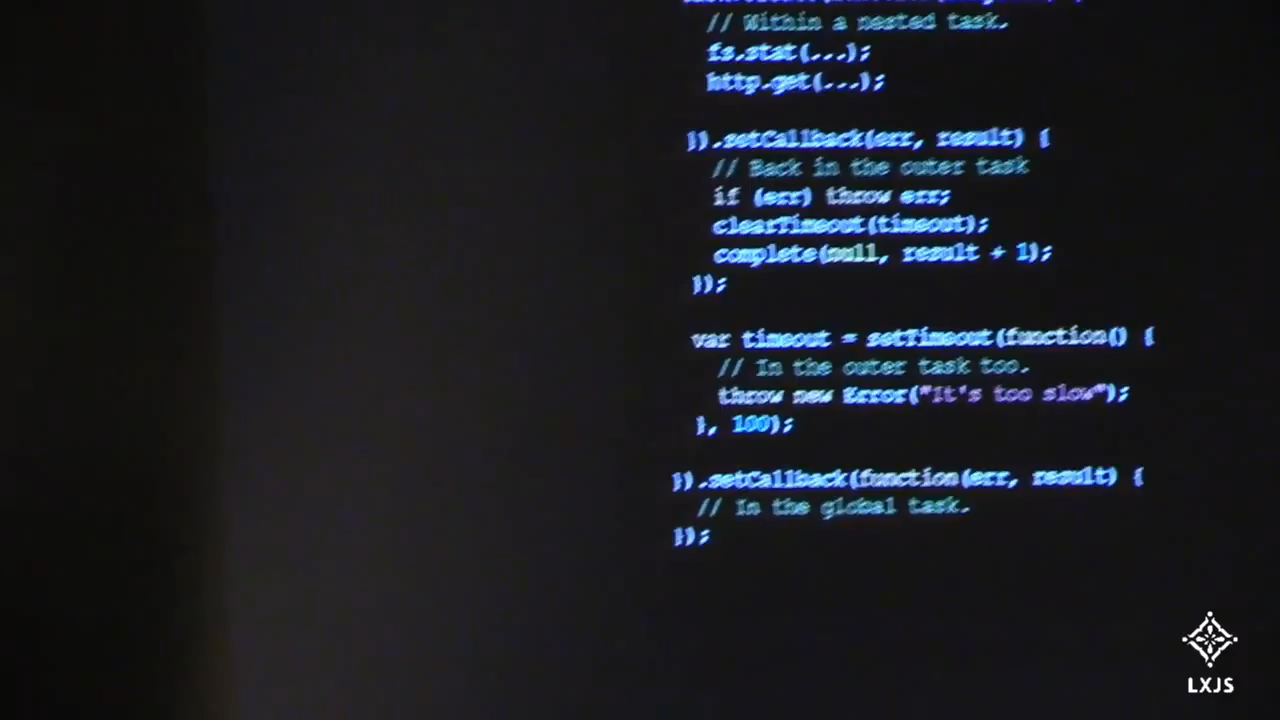 // Within a nested task.
fs.stat(...);
http.get(...);
}).setCallback(err, result) {
// Back in the outer task
if (err) throw err;
clearTimeout(timeout);
complete(null, result + 1);
});
var timeout = setTimeout(function() {
// In the outer task too.
throw new Error("It's too slow");
}, 100);
}).setCallback(function(err, result) {
// In the global task.
});
LXJS